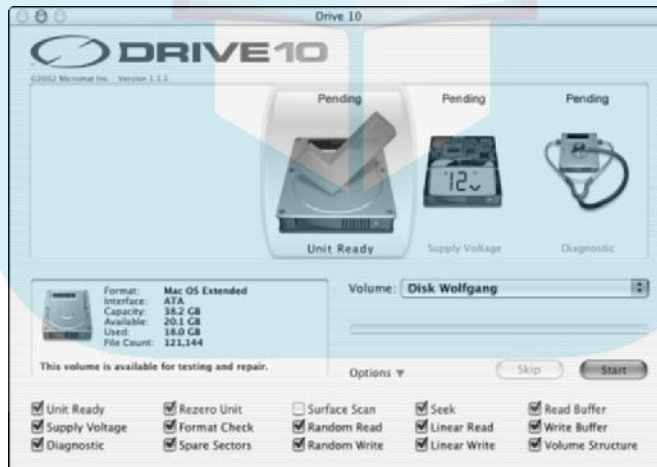 Drive 10
DRIVE10
©2002 Micromat Inc. Version 1.1.1
Pending Pending Pending
12v
Unit Ready Supply Voltage Diagnostic
Format: Mac OS Extended
Interface: ATA
Capacity: 38.2 GB
Available: 20.1 GB
Used: 18.0 GB
File Count: 121,144
This volume is available for testing and repair.
Volume: Disk Wolfgang
Options
Skip Start
Unit Ready Rezero Unit Surface Scan Seek Read Buffer
Supply Voltage Format Check Random Read Linear Read Write Buffer
Diagnostic Spare Sectors Random Write Linear Write Volume Structure